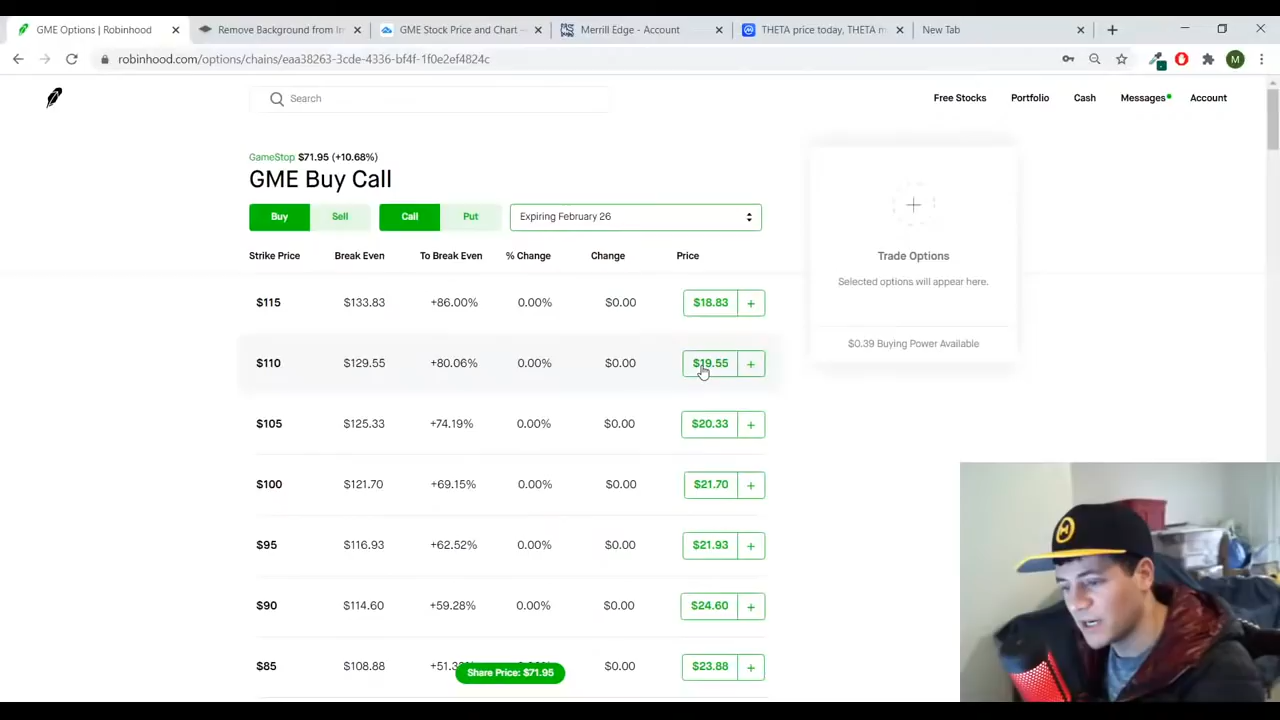 GME Options | Robinhood
Remove Background from Im
GME Stock Price and Chart —
Merrill Edge - Account
THETA price today, THETA m
New Tab
robinhood.com/options/chains/eaa38263-3cde-4336-bf4f-1f0e2ef4824c
M
Search
Free Stocks Portfolio Cash Messages Account
GameStop $71.95 (+10.68%)
GME Buy Call
Buy Sell Call Put Expiring February 26
Strike Price Break Even To Break Even % Change Change Price
$115 $133.83 +86.00% 0.00% $0.00 $18.83 +
$110 $129.55 +80.06% 0.00% $0.00 $19.55 +
$105 $125.33 +74.19% 0.00% $0.00 $20.33 +
$100 $121.70 +69.15% 0.00% $0.00 $21.70 +
$95 $116.93 +62.52% 0.00% $0.00 $21.93 +
$90 $114.60 +59.28% 0.00% $0.00 $24.60 +
$85 $108.88 $0.00 $23.88 +
Share Price: $71.95
Trade Options
Selected options will appear here.
$0.39 Buying Power Available